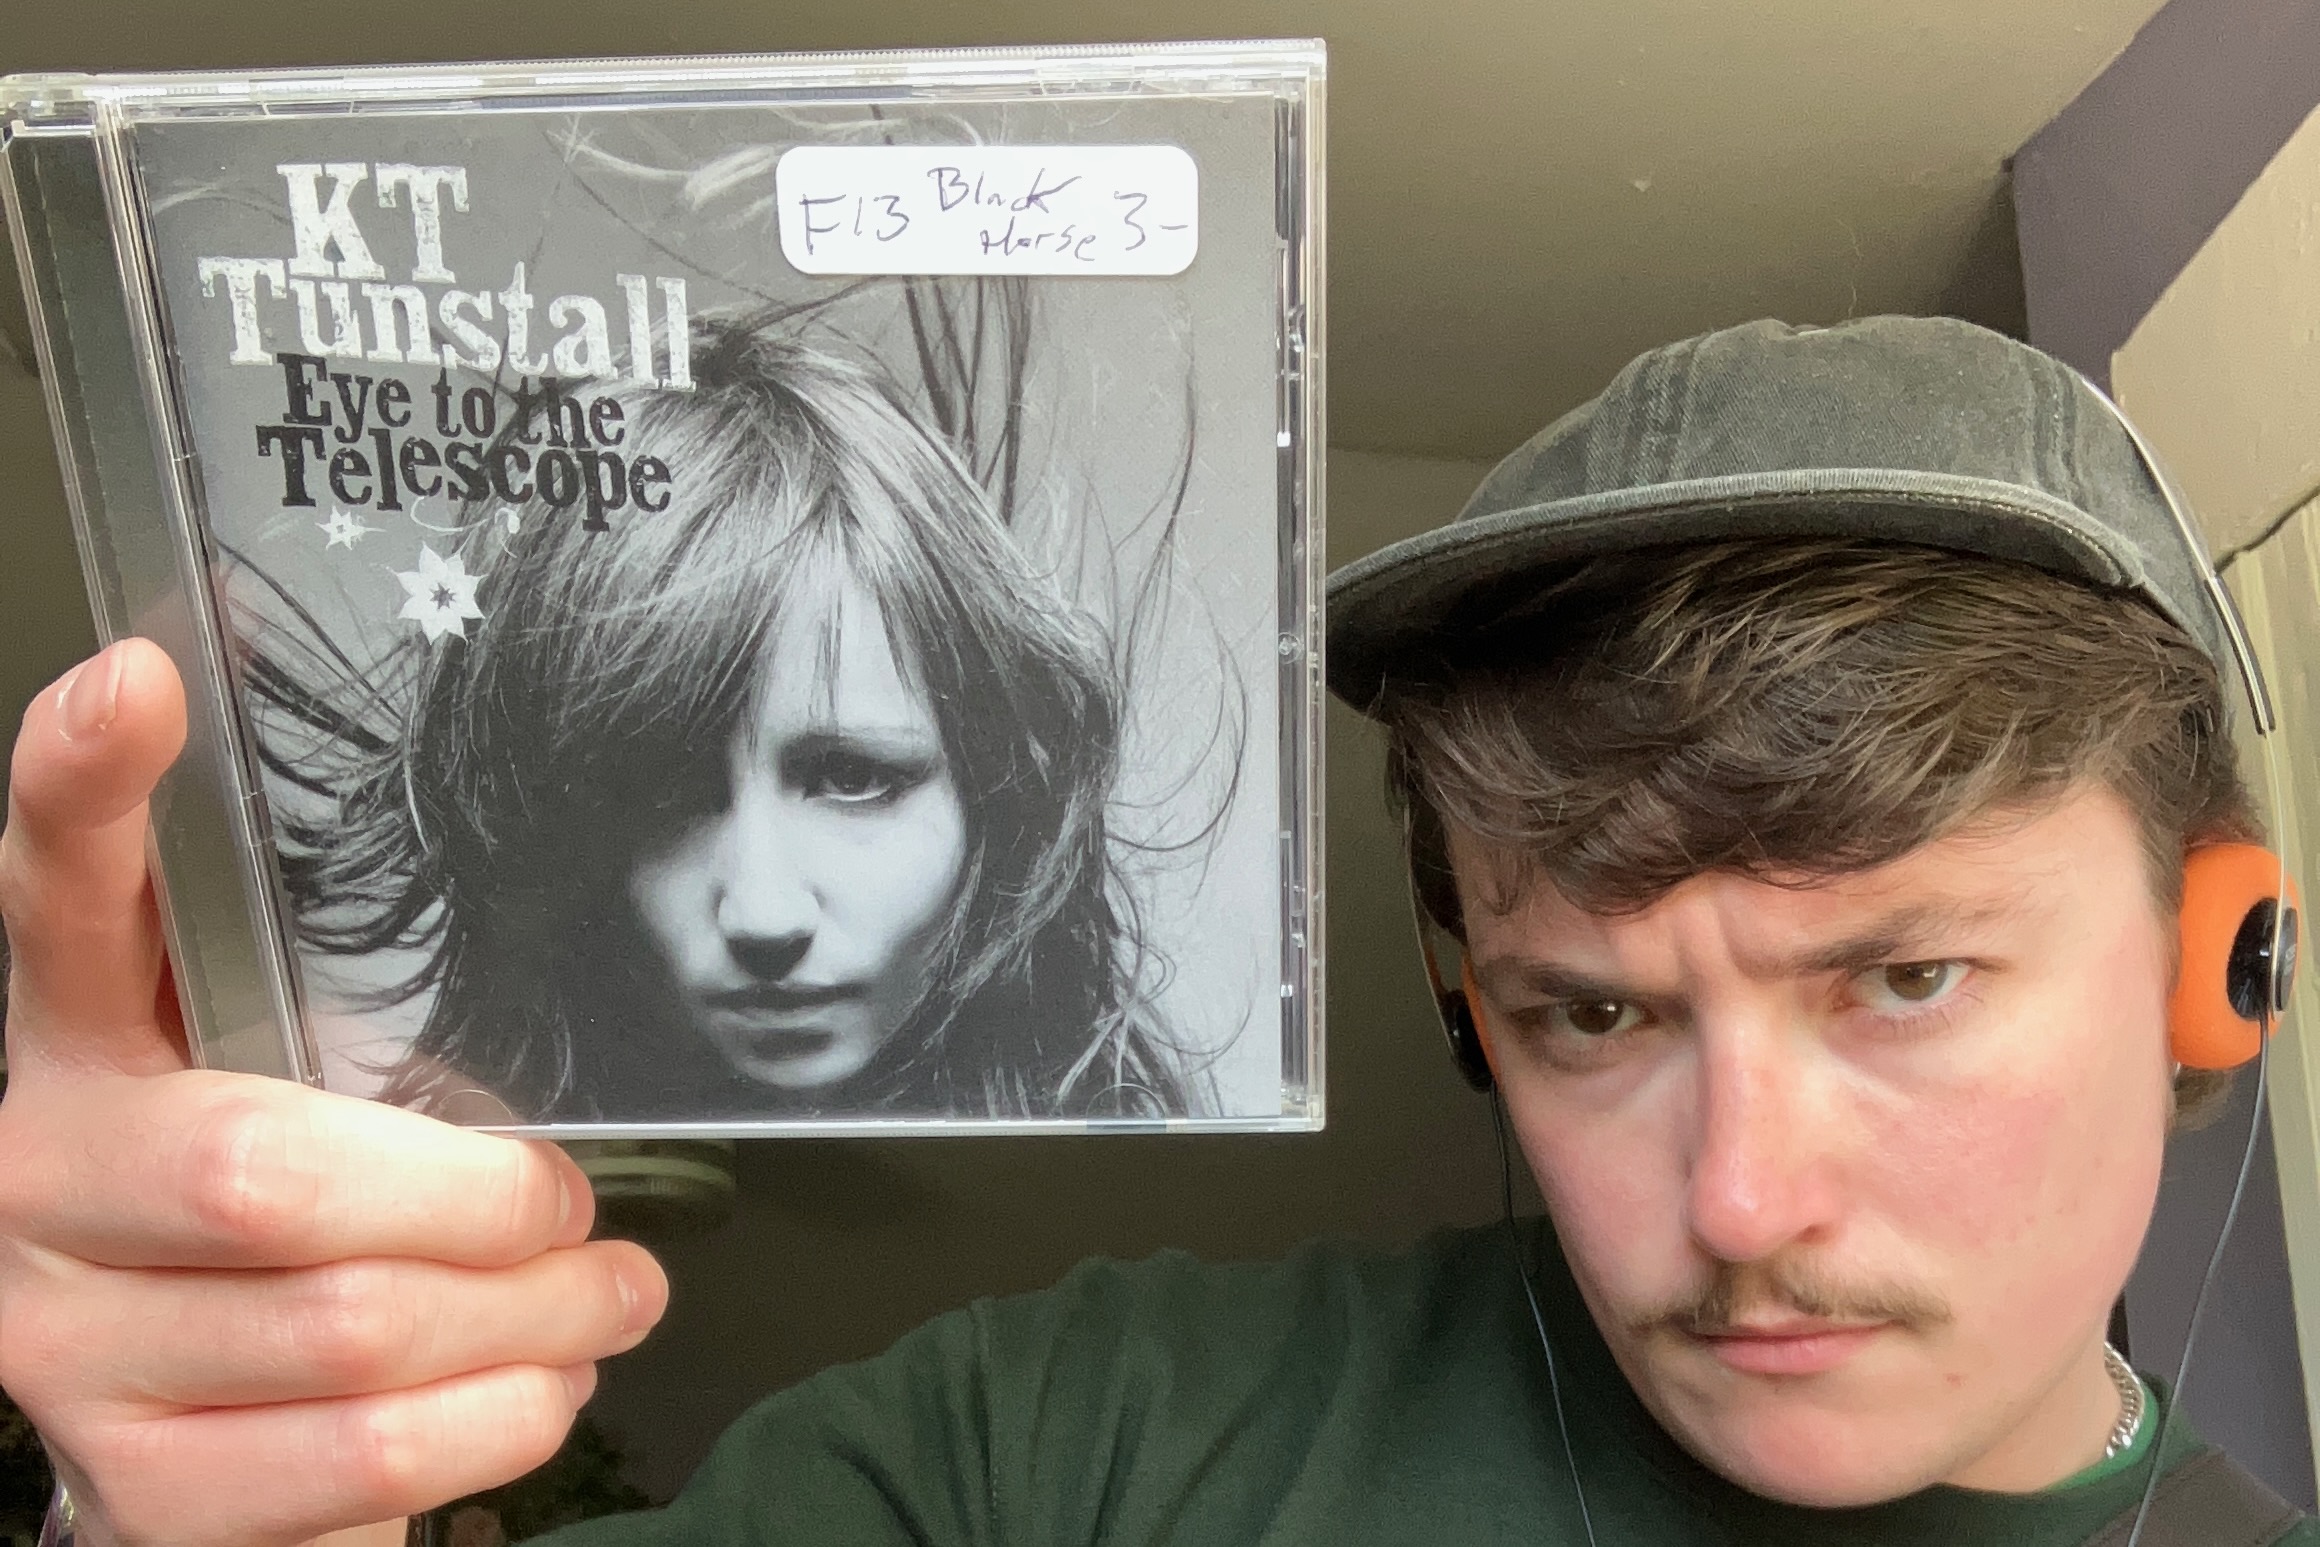 KT
Tunstall
Eye to the
Telescope
F13 Black Horse 3-